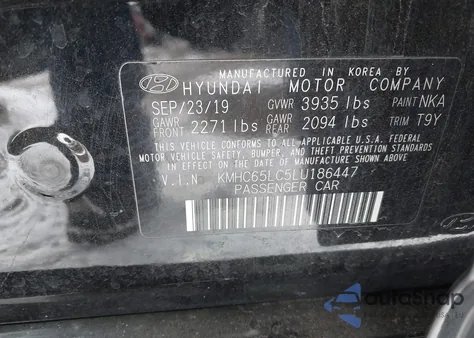 MANUFACTURED IN KOREA BY
HYUNDAI MOTOR COMPANY
SEP/23/19 GVWR 3935 lbs PAINT NKA
GAWR FRONT 2271 lbs GAWR REAR 2094 lbs TRIM T9Y
THIS VEHICLE CONFORMS TO ALL APPLICABLE U.S.A. FEDERAL
MOTOR VEHICLE SAFETY, BUMPER, AND THEFT PREVENTION STANDARDS
IN EFFECT ON THE DATE OF MANUFACTURE SHOWN ABOVE.
V.I.N KMHC65LC5LU186447
PASSENGER CAR
AutoShop